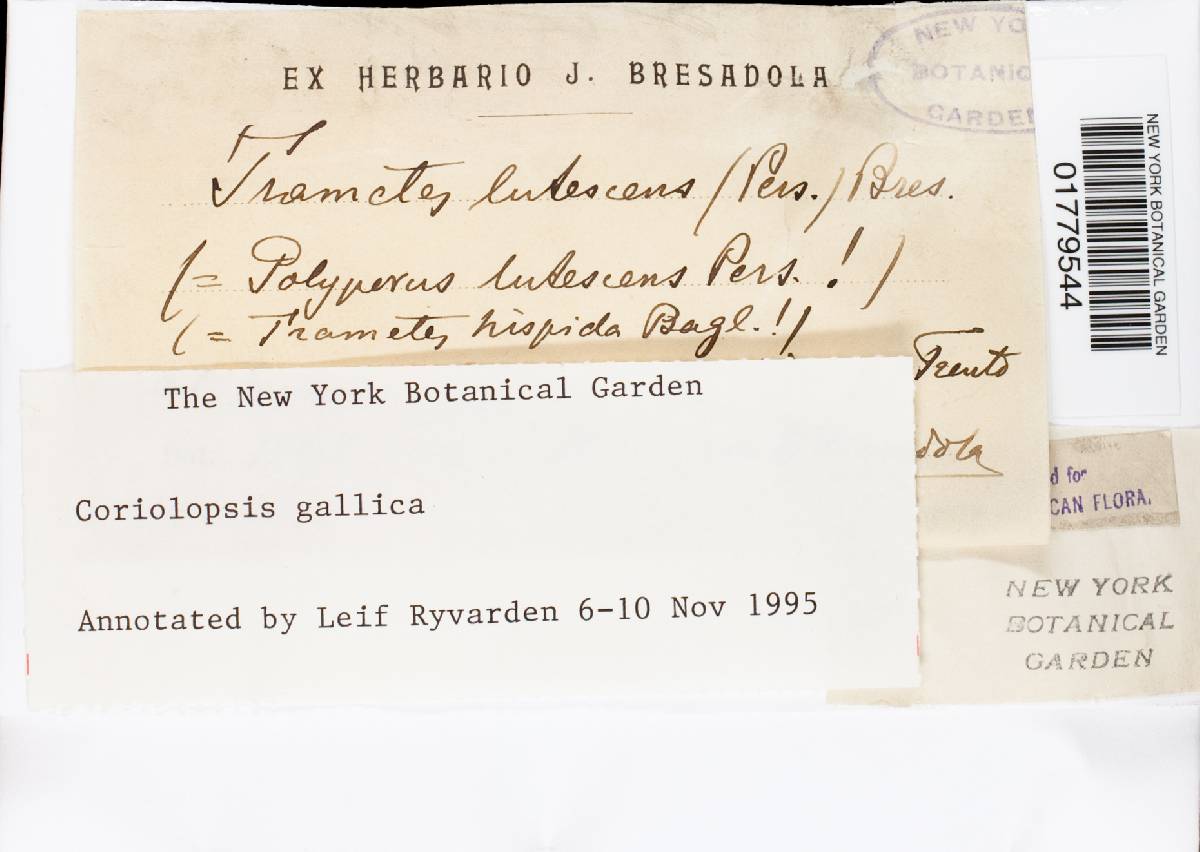 EX HERBARIO J. BRESADOLA
NEW YO
BOTANIC
GARDEN
Trametes lutescens (Pers.) Bres.
(= Polyporus lutescens Pers. ! )
(= Trametes hispida Bagl. !)
Trento
dola
The New York Botanical Garden
Coriolopsis gallica
Annotated by Leif Ryvarden 6-10 Nov 1995
NEW YORK BOTANICAL GARDEN
01779544
d for
CAN FLORA.
NEW YORK
BOTANICAL
GARDEN